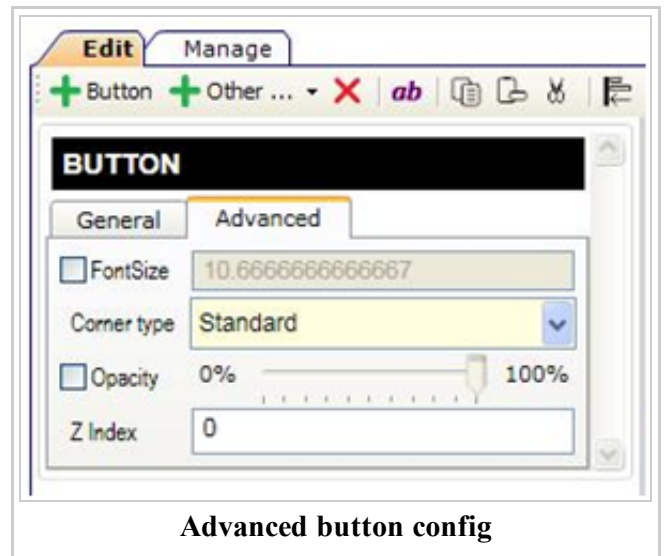 Edit Manage
Button Other ... ab
BUTTON
General Advanced
FontSize 10.6666666666667
Corner type Standard
Opacity 0% 100%
Z Index 0
Advanced button config